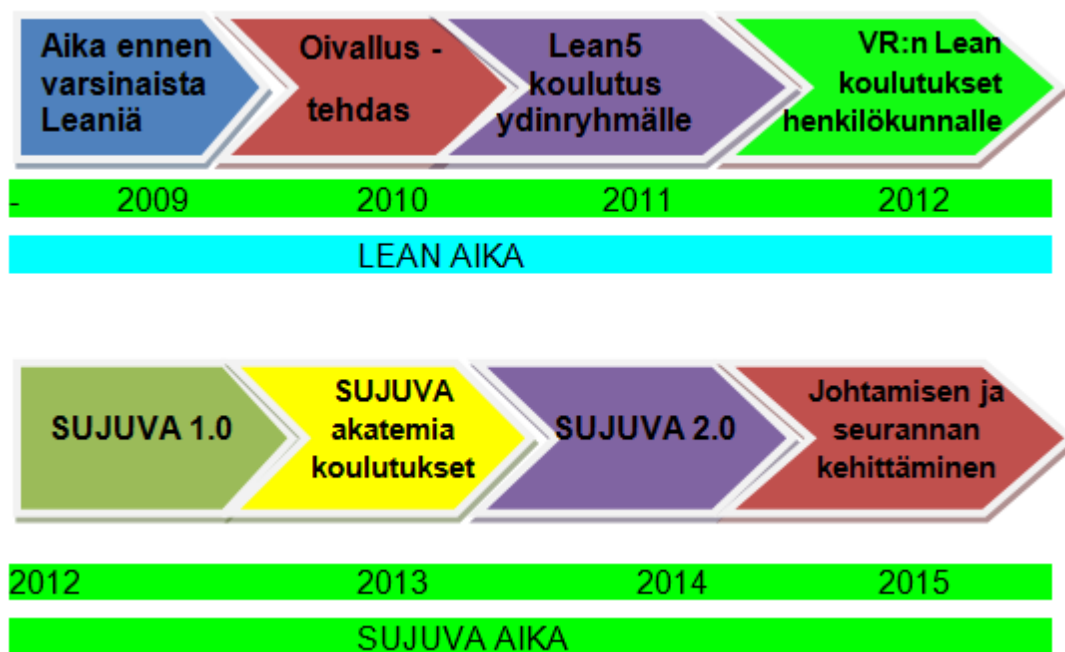 Aika ennen
varsinaista
Leaniä
Oivallus -
tehdas
Lean5
koulutus
ydinryhmälle
VR:n Lean
koulutukset
henkilökunnalle
- 2009 2010 2011 2012
LEAN AIKA
SUJUVA 1.0
SUJUVA
akatemia
koulutukset
SUJUVA 2.0
Johtamisen ja
seurannan
kehittäminen
2012 2013 2014 2015
SUJUVA AIKA